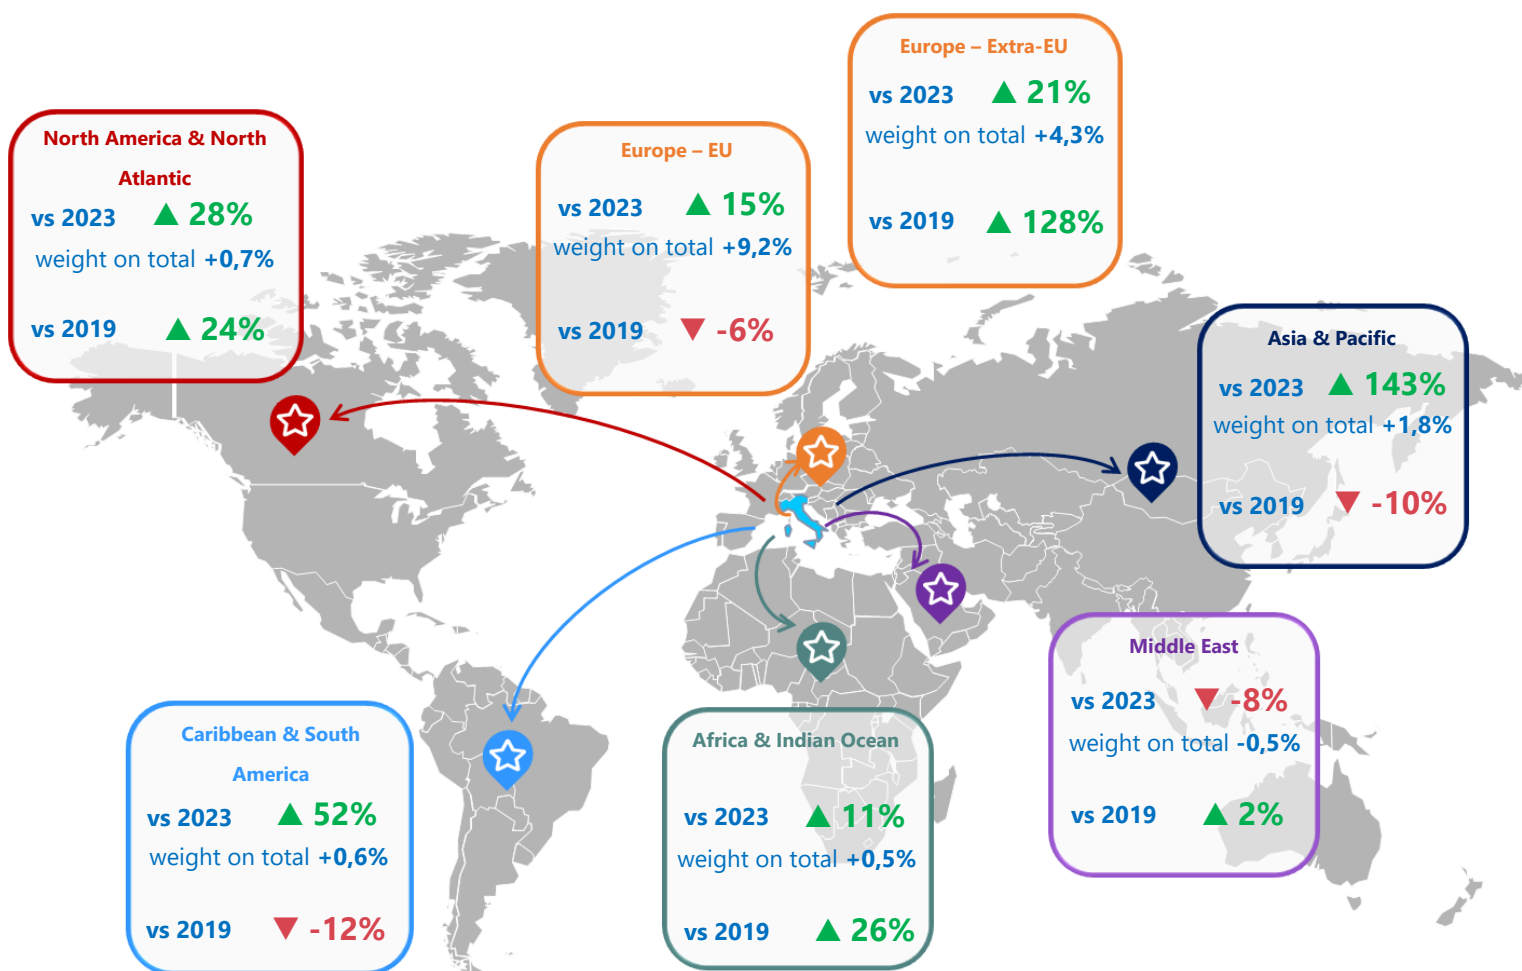 Europe – Extra-EU
vs 2023 ▲ 21%
weight on total +4,3%
vs 2019 ▲ 128%
North America & North
Atlantic
vs 2023 ▲ 28%
weight on total +0,7%
vs 2019 ▲ 24%
Europe – EU
vs 2023 ▲ 15%
weight on total +9,2%
vs 2019 ▼ -6%
Asia & Pacific
vs 2023 ▲ 143%
weight on total +1,8%
vs 2019 ▼ -10%
Middle East
vs 2023 ▼ -8%
weight on total -0,5%
vs 2019 ▲ 2%
Caribbean & South
America
vs 2023 ▲ 52%
weight on total +0,6%
vs 2019 ▼ -12%
Africa & Indian Ocean
vs 2023 ▲ 11%
weight on total +0,5%
vs 2019 ▲ 26%